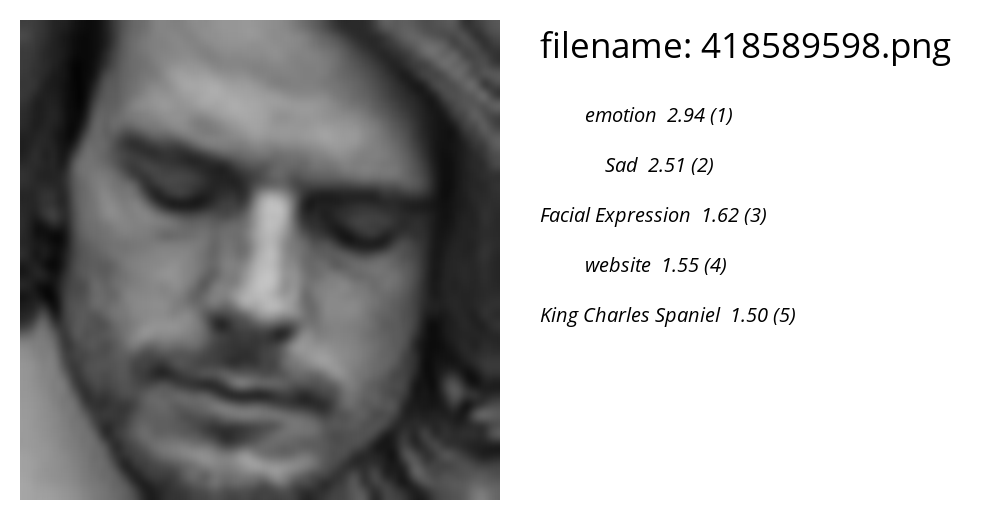 filename: 418589598.png
emotion 2.94 (1)
Sad 2.51 (2)
Facial Expression 1.62 (3)
website 1.55 (4)
King Charles Spaniel 1.50 (5)